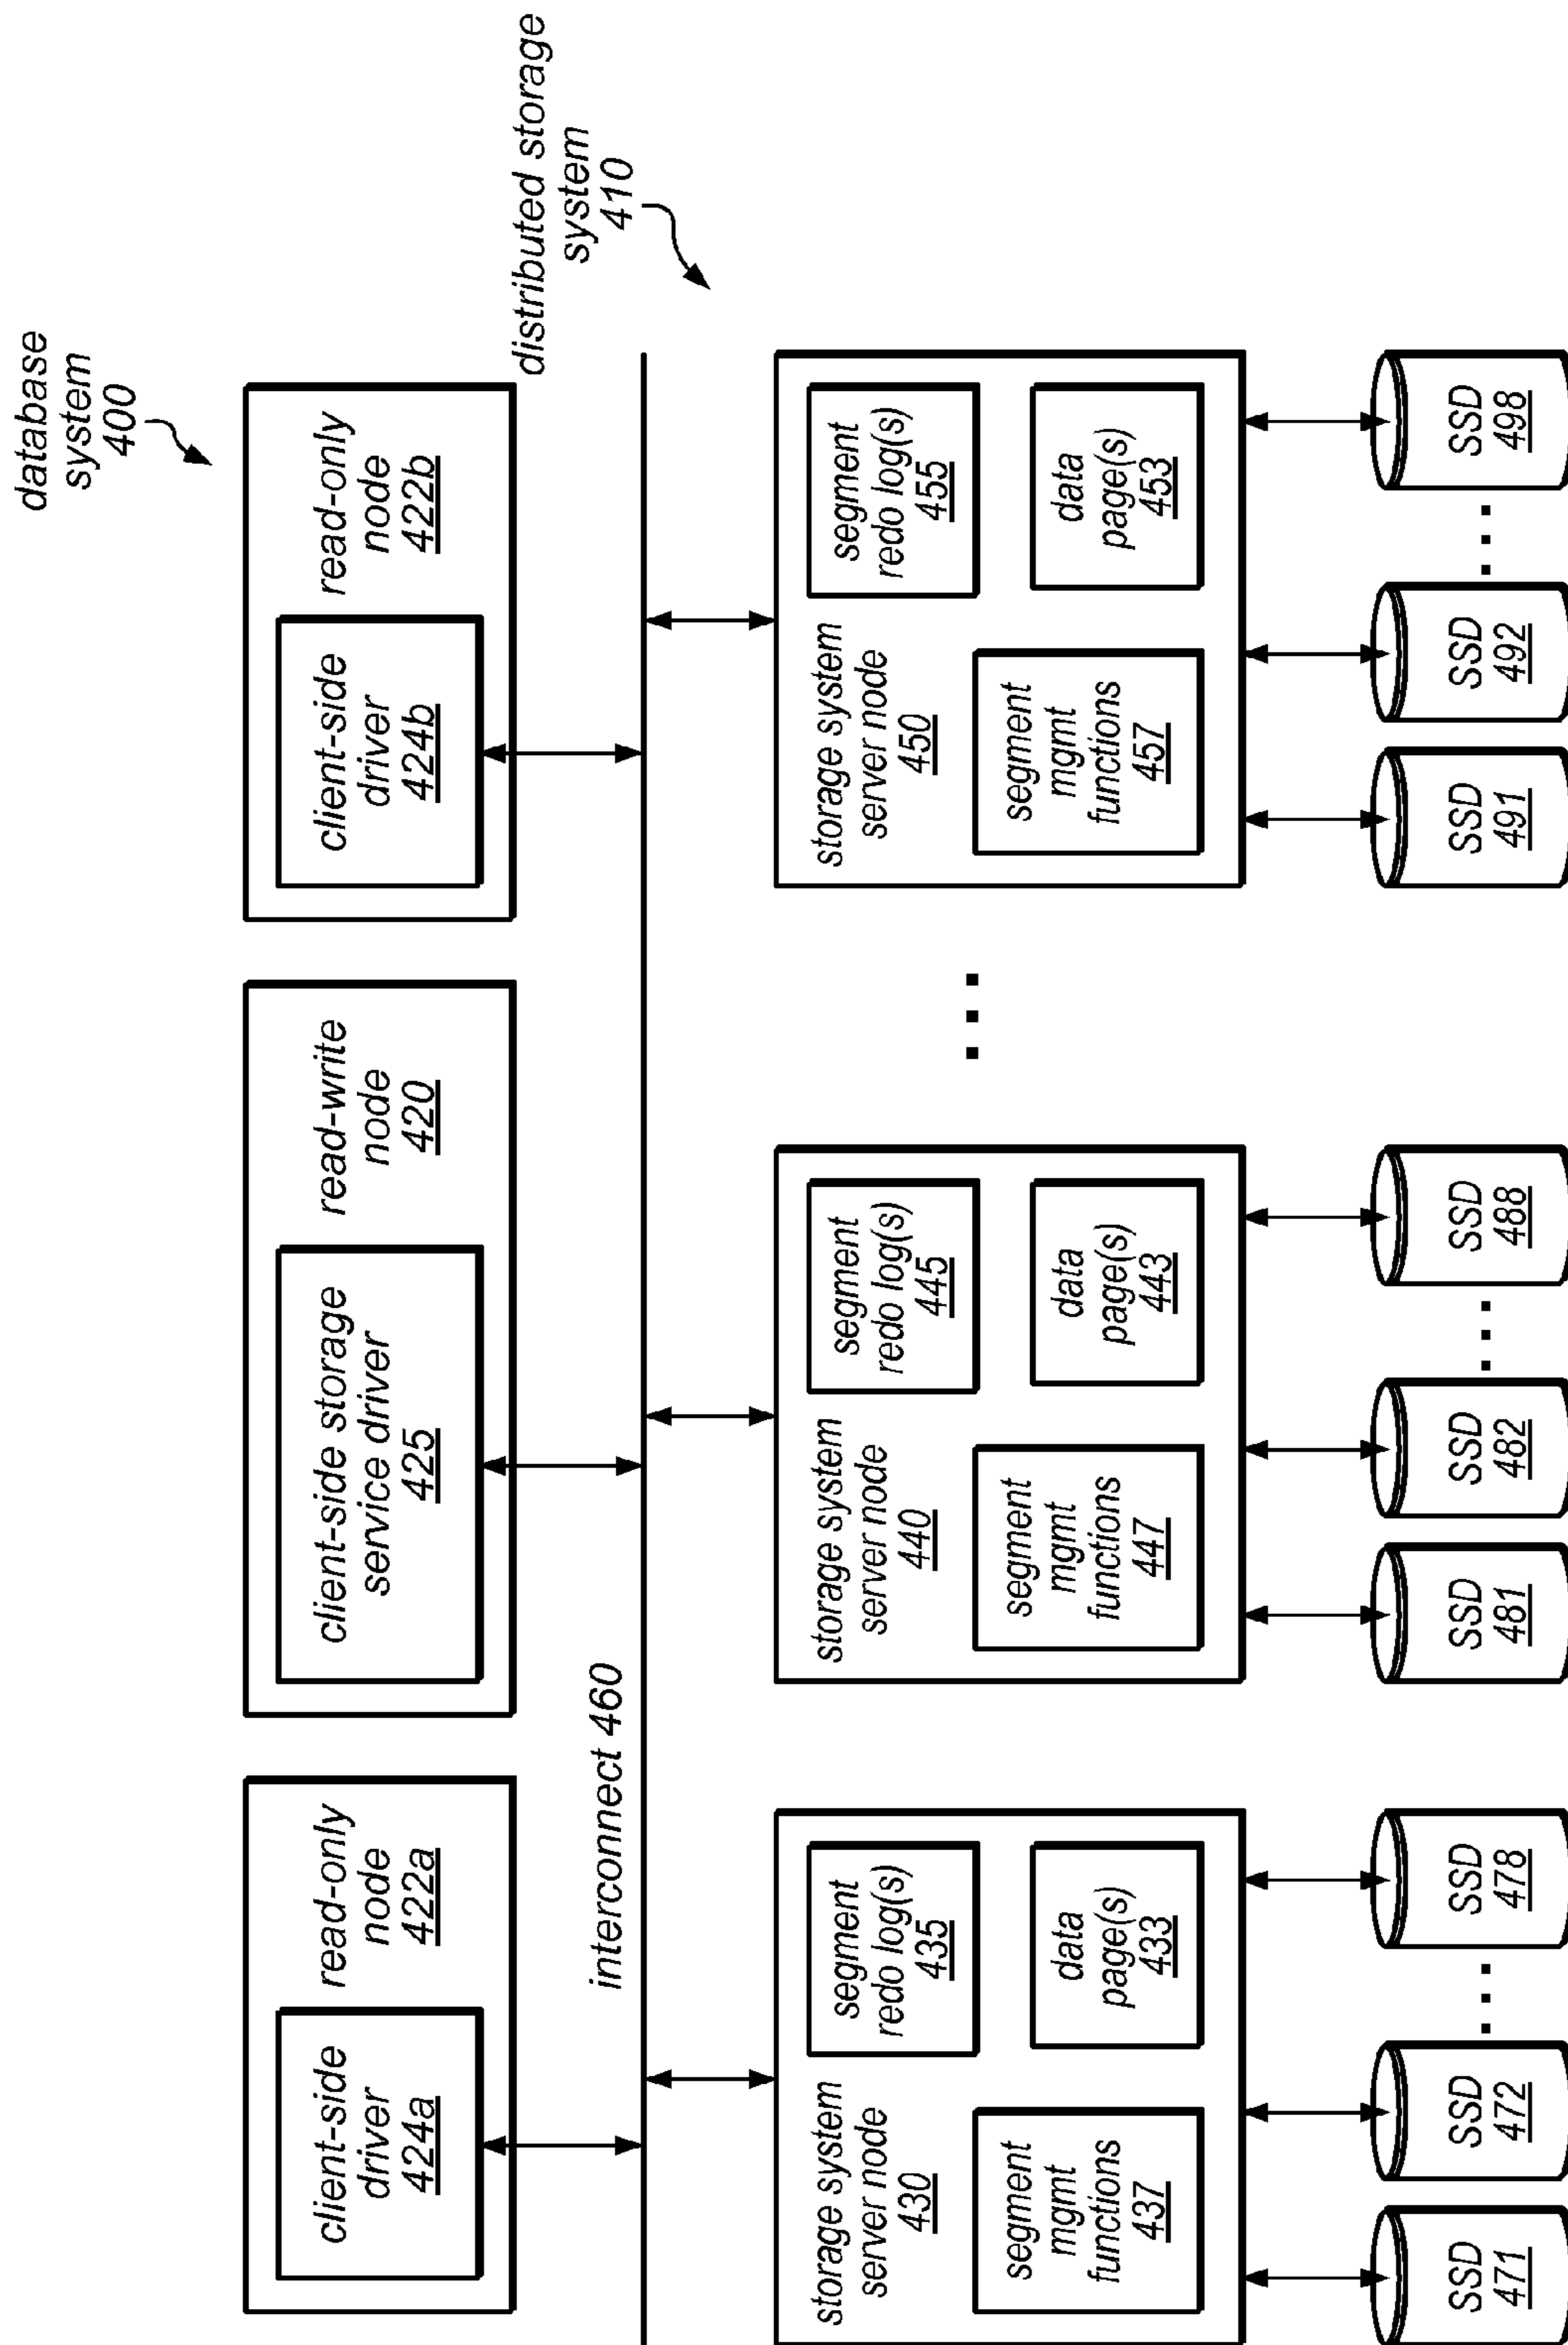 database
system
400
read-only
node
422a
client-side
driver
424a
read-write
node
420
client-side storage
service driver
425
read-only
node
422b
client-side
driver
424b
distributed storage
system
410
interconnect 460
storage system
server node
430
segment
redo log(s)
435
segment
mgmt
functions
437
data
page(s)
433
storage system
server node
440
segment
redo log(s)
445
segment
mgmt
functions
447
data
page(s)
443
...
storage system
server node
450
segment
redo log(s)
455
segment
mgmt
functions
457
data
page(s)
453
SSD
471
SSD
472
...
SSD
478
SSD
481
SSD
482
...
SSD
488
SSD
491
SSD
492
...
SSD
498